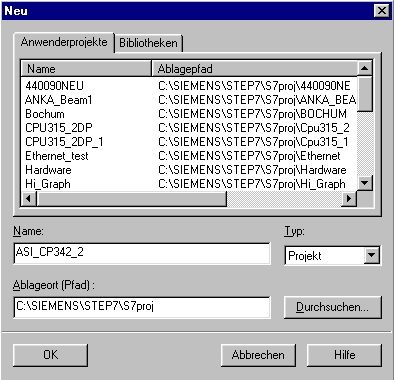 Neu
Anwenderprojekte Bibliotheken
Name Ablagepfad
440090NEU C:\SIEMENS\STEP7\S7proj\440090NE
ANKA_Beam1 C:\SIEMENS\STEP7\S7proj\ANKA_BEA
Bochum C:\SIEMENS\STEP7\S7proj\BOCHUM
CPU315_2DP C:\SIEMENS\STEP7\S7proj\Cpu315_2
CPU315_2DP_1 C:\SIEMENS\STEP7\S7proj\Cpu315_1
Ethernet_test C:\SIEMENS\STEP7\S7proj\Ethernet
Hardware C:\SIEMENS\STEP7\S7proj\Hardware
Hi_Graph C:\SIEMENS\STEP7\S7proj\Hi_Graph
Name: Typ:
ASI_CP342_2 Projekt
Ablageort (Pfad) :
C:\SIEMENS\STEP7\S7proj Durchsuchen...
OK Abbrechen Hilfe